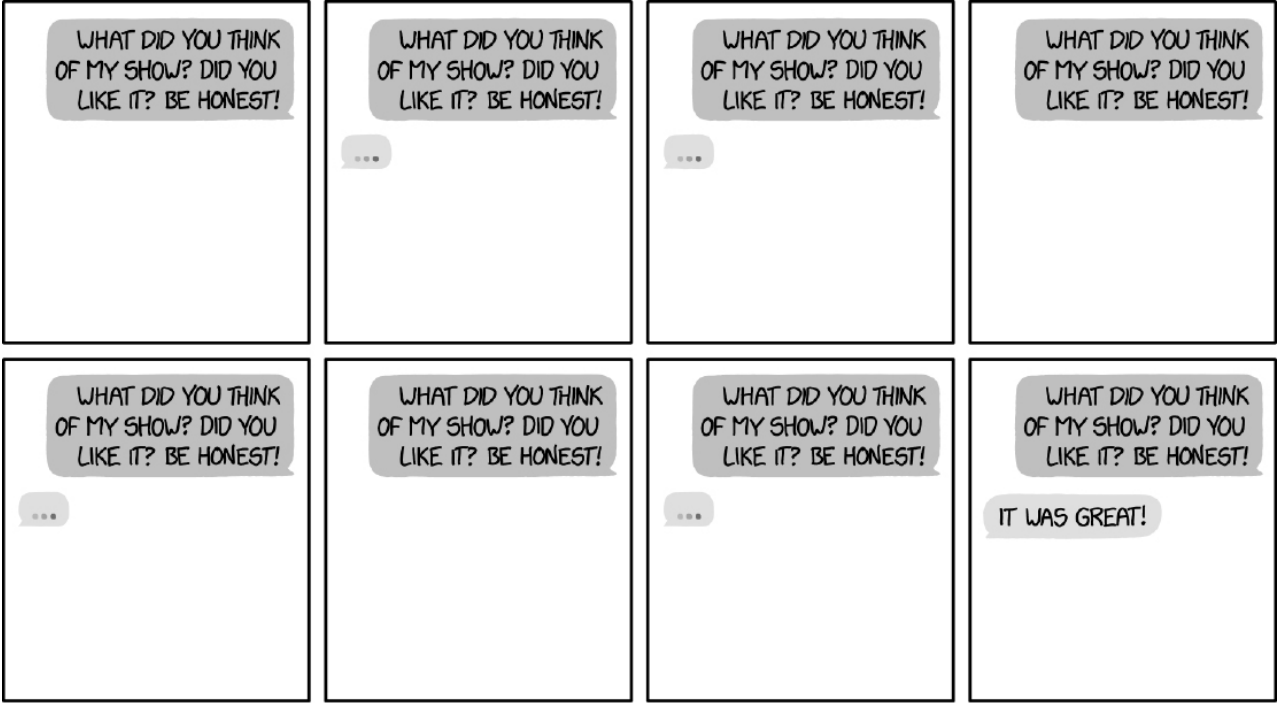 WHAT DID YOU THINK
OF MY SHOW? DID YOU
LIKE IT? BE HONEST!
WHAT DID YOU THINK
OF MY SHOW? DID YOU
LIKE IT? BE HONEST!
...
WHAT DID YOU THINK
OF MY SHOW? DID YOU
LIKE IT? BE HONEST!
...
WHAT DID YOU THINK
OF MY SHOW? DID YOU
LIKE IT? BE HONEST!
WHAT DID YOU THINK
OF MY SHOW? DID YOU
LIKE IT? BE HONEST!
...
WHAT DID YOU THINK
OF MY SHOW? DID YOU
LIKE IT? BE HONEST!
WHAT DID YOU THINK
OF MY SHOW? DID YOU
LIKE IT? BE HONEST!
...
WHAT DID YOU THINK
OF MY SHOW? DID YOU
LIKE IT? BE HONEST!
IT WAS GREAT!